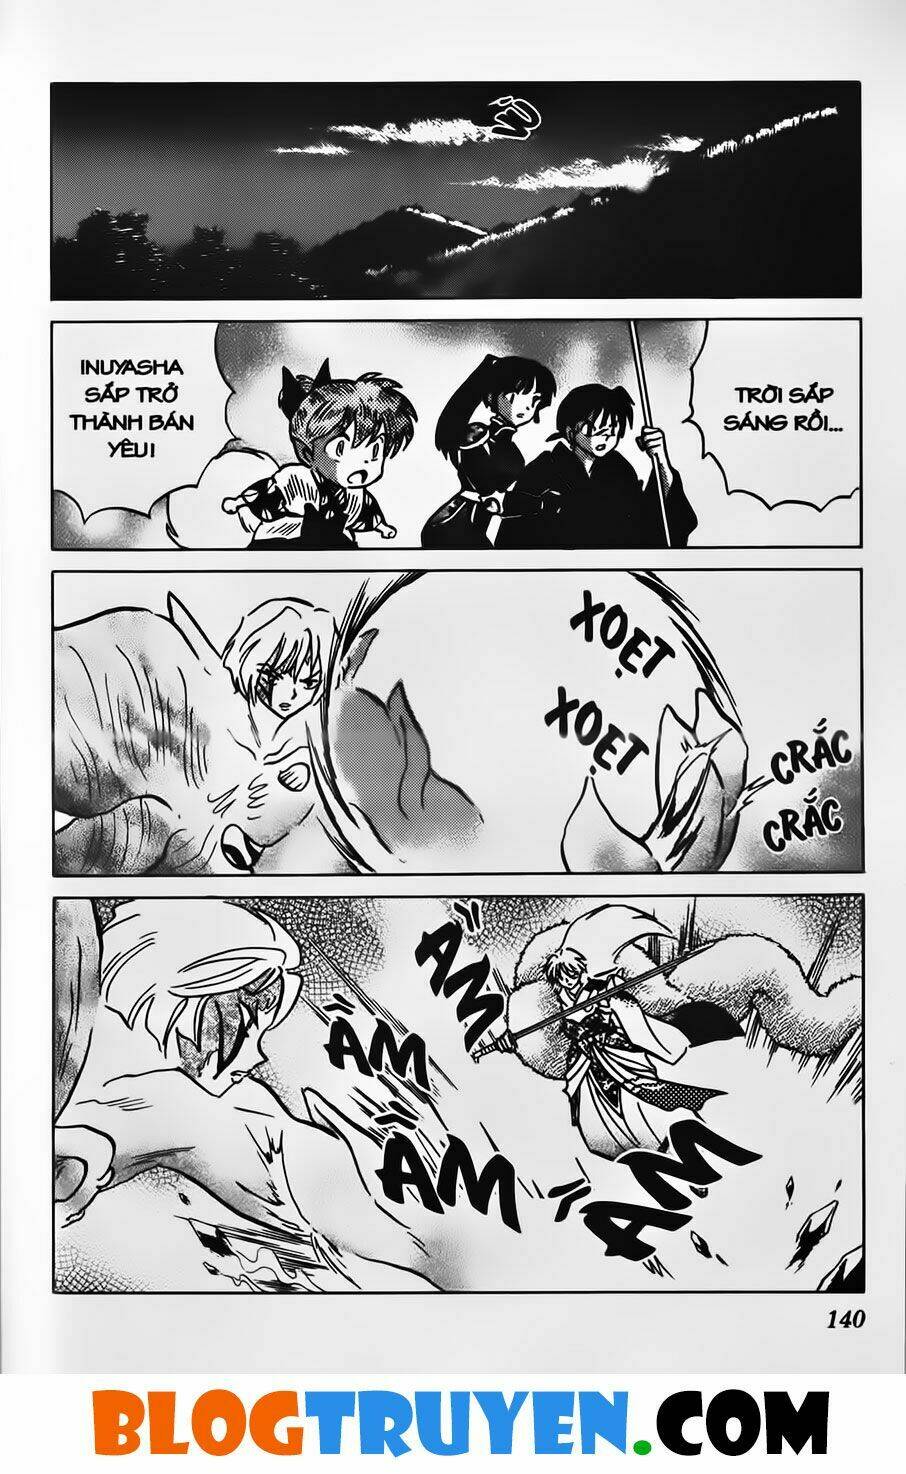 VÙ
INUYASHA
SẮP TRỞ
THÀNH BÁN
YÊU!
TRỜI SẮP
SÁNG RỒI...
XOẸT
XOẸT
CRẮC
CRẮC
ẦM
ẦM
ẦM
ẦM
140
BLOGTRUYEN.COM